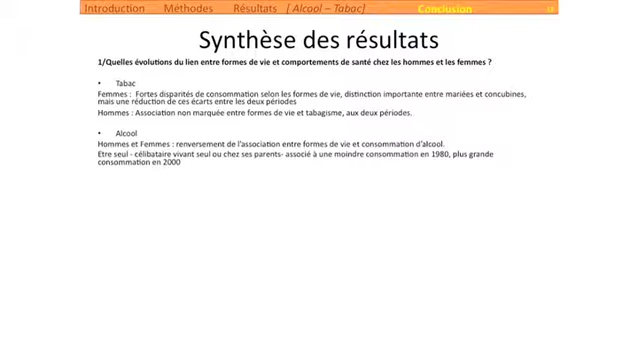 Introduction Méthodes Résultats [ Alcool – Tabac] Conclusion
Synthèse des résultats
1/Quelles évolutions du lien entre formes de vie et comportements de santé chez les hommes et les femmes ?
• Tabac
Femmes : Fortes disparités de consommation selon les formes de vie, distinction importante entre mariées et concubines,
mais une réduction de ces écarts entre les deux périodes
Hommes : Association non marquée entre formes de vie et tabagisme, aux deux périodes.
• Alcool
Hommes et Femmes : renversement de l'association entre formes de vie et consommation d'alcool.
Etre seul - célibataire vivant seul ou chez ses parents- associé à une moindre consommation en 1980, plus grande
consommation en 2000